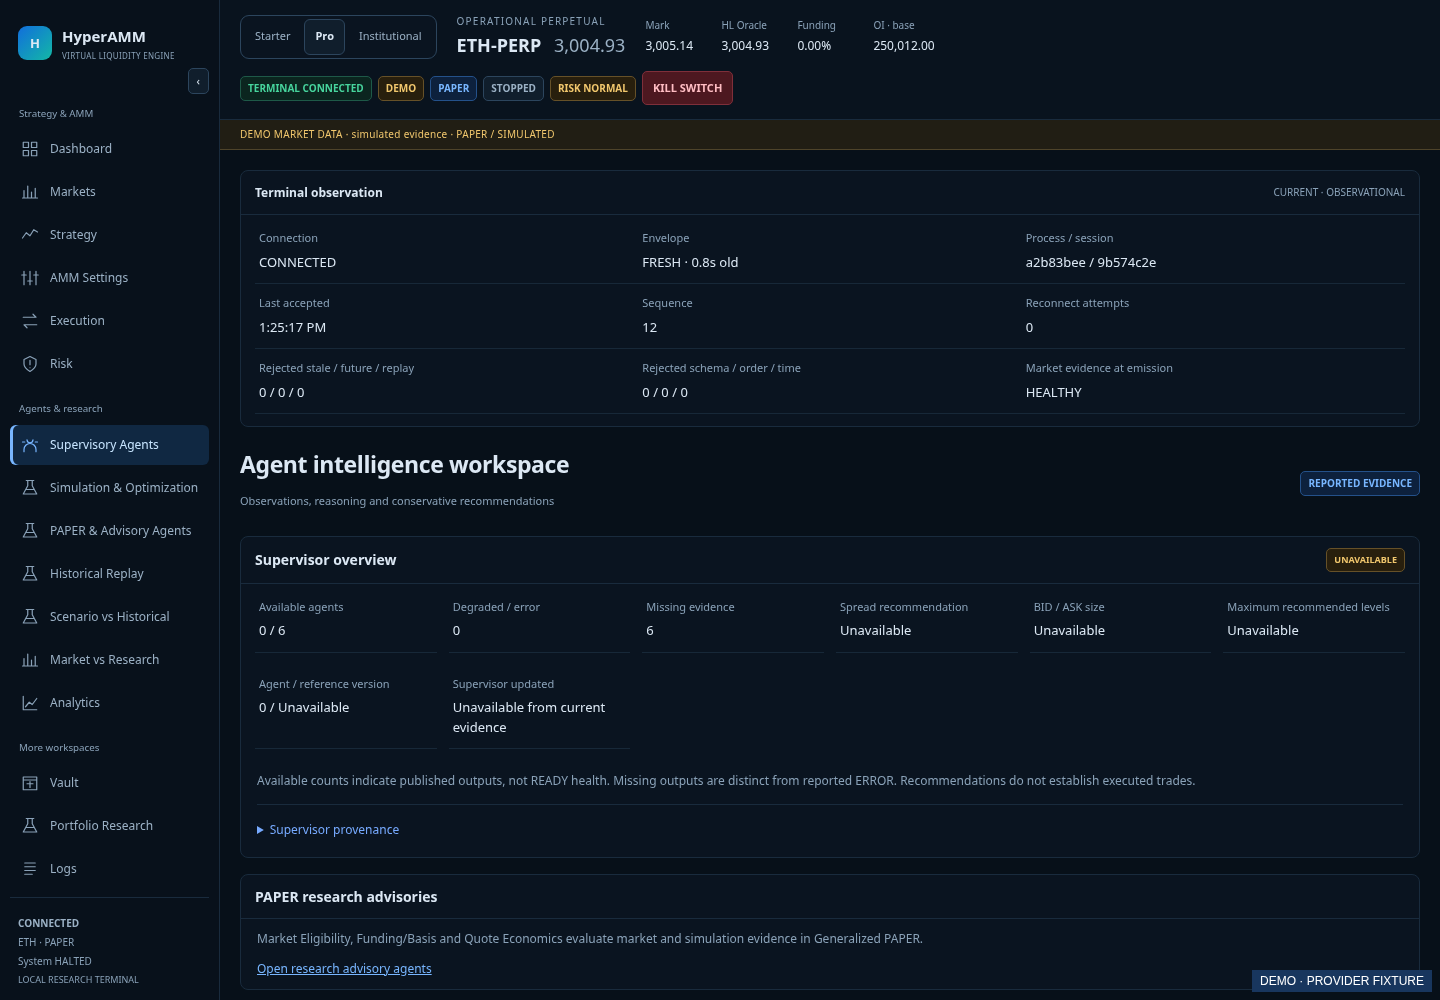 H
HyperAMM
VIRTUAL LIQUIDITY ENGINE
‹
Strategy & AMM
Dashboard
Markets
Strategy
AMM Settings
Execution
Risk
Agents & research
Supervisory Agents
Simulation & Optimization
PAPER & Advisory Agents
Historical Replay
Scenario vs Historical
Market vs Research
Analytics
More workspaces
Vault
Portfolio Research
Logs
CONNECTED
ETH · PAPER
System HALTED
LOCAL RESEARCH TERMINAL
Starter Pro Institutional
OPERATIONAL PERPETUAL
ETH-PERP 3,004.93
Mark
3,005.14
HL Oracle
3,004.93
Funding
0.00%
OI · base
250,012.00
TERMINAL CONNECTED DEMO PAPER STOPPED RISK NORMAL KILL SWITCH
DEMO MARKET DATA · simulated evidence · PAPER / SIMULATED
Terminal observation
CURRENT · OBSERVATIONAL
Connection
CONNECTED
Envelope
FRESH · 0.8s old
Process / session
a2b83bee / 9b574c2e
Last accepted
1:25:17 PM
Sequence
12
Reconnect attempts
0
Rejected stale / future / replay
0 / 0 / 0
Rejected schema / order / time
0 / 0 / 0
Market evidence at emission
HEALTHY
Agent intelligence workspace
Observations, reasoning and conservative recommendations
REPORTED EVIDENCE
Supervisor overview
UNAVAILABLE
Available agents
0 / 6
Degraded / error
0
Missing evidence
6
Spread recommendation
Unavailable
BID / ASK size
Unavailable
Maximum recommended levels
Unavailable
Agent / reference version
0 / Unavailable
Supervisor updated
Unavailable from current
evidence
Available counts indicate published outputs, not READY health. Missing outputs are distinct from reported ERROR. Recommendations do not establish executed trades.
▶ Supervisor provenance
PAPER research advisories
Market Eligibility, Funding/Basis and Quote Economics evaluate market and simulation evidence in Generalized PAPER.
Open research advisory agents
DEMO · PROVIDER FIXTURE